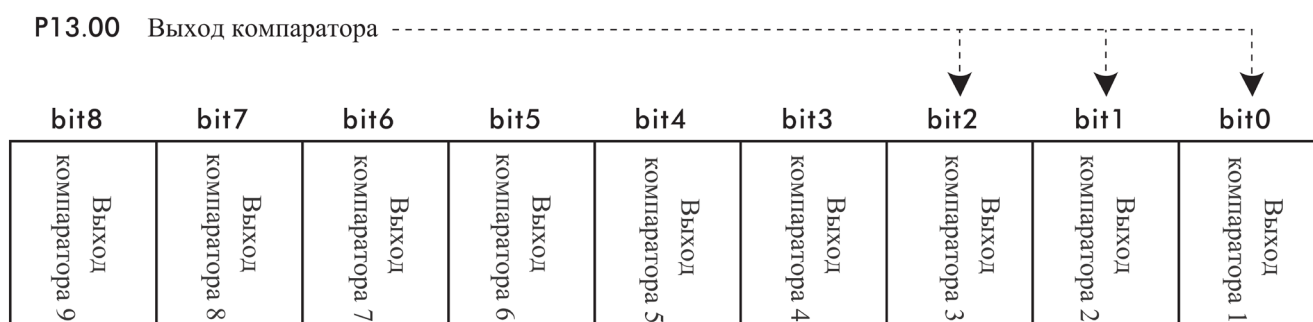 P13.00 Выход компаратора
bit8 bit7 bit6 bit5 bit4 bit3 bit2 bit1 bit0
Выход
компаратора 9
Выход
компаратора 8
Выход
компаратора 7
Выход
компаратора 6
Выход
компаратора 5
Выход
компаратора 4
Выход
компаратора 3
Выход
компаратора 2
Выход
компаратора 1